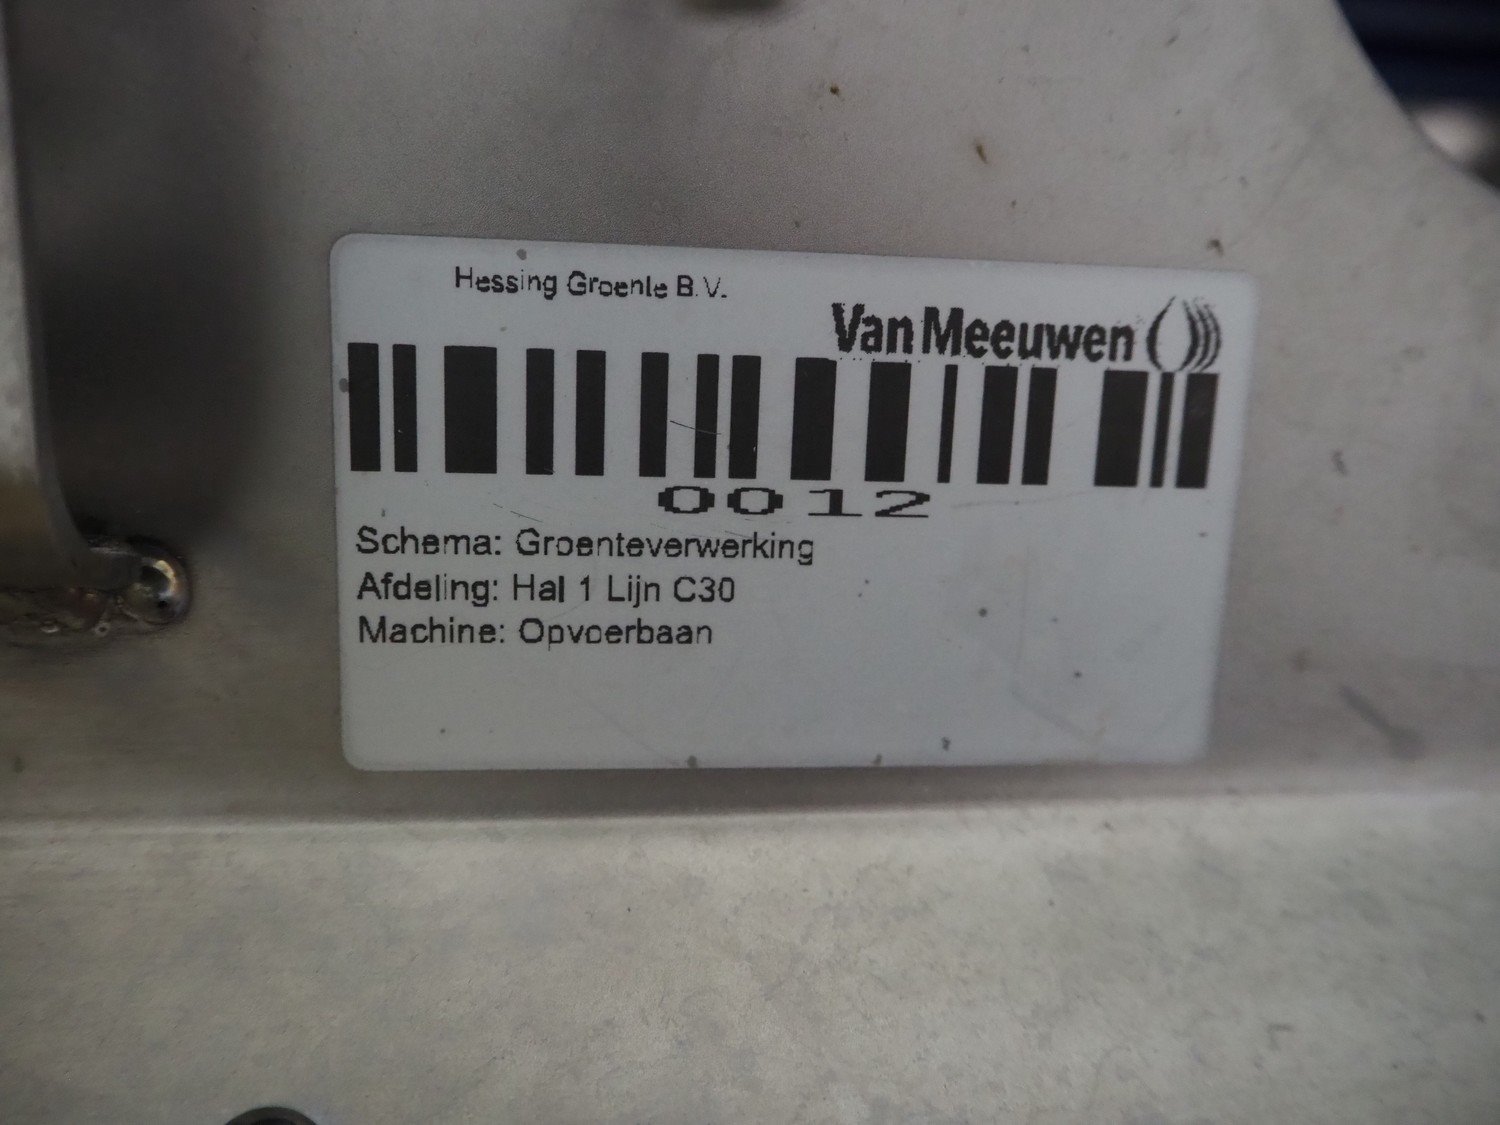 Hessing Groente B.V.
Van Meeuwen
0012
Schema: Groenteverwerking
Afdeling: Hal 1 Lijn C30
Machine: Opvoerbaan